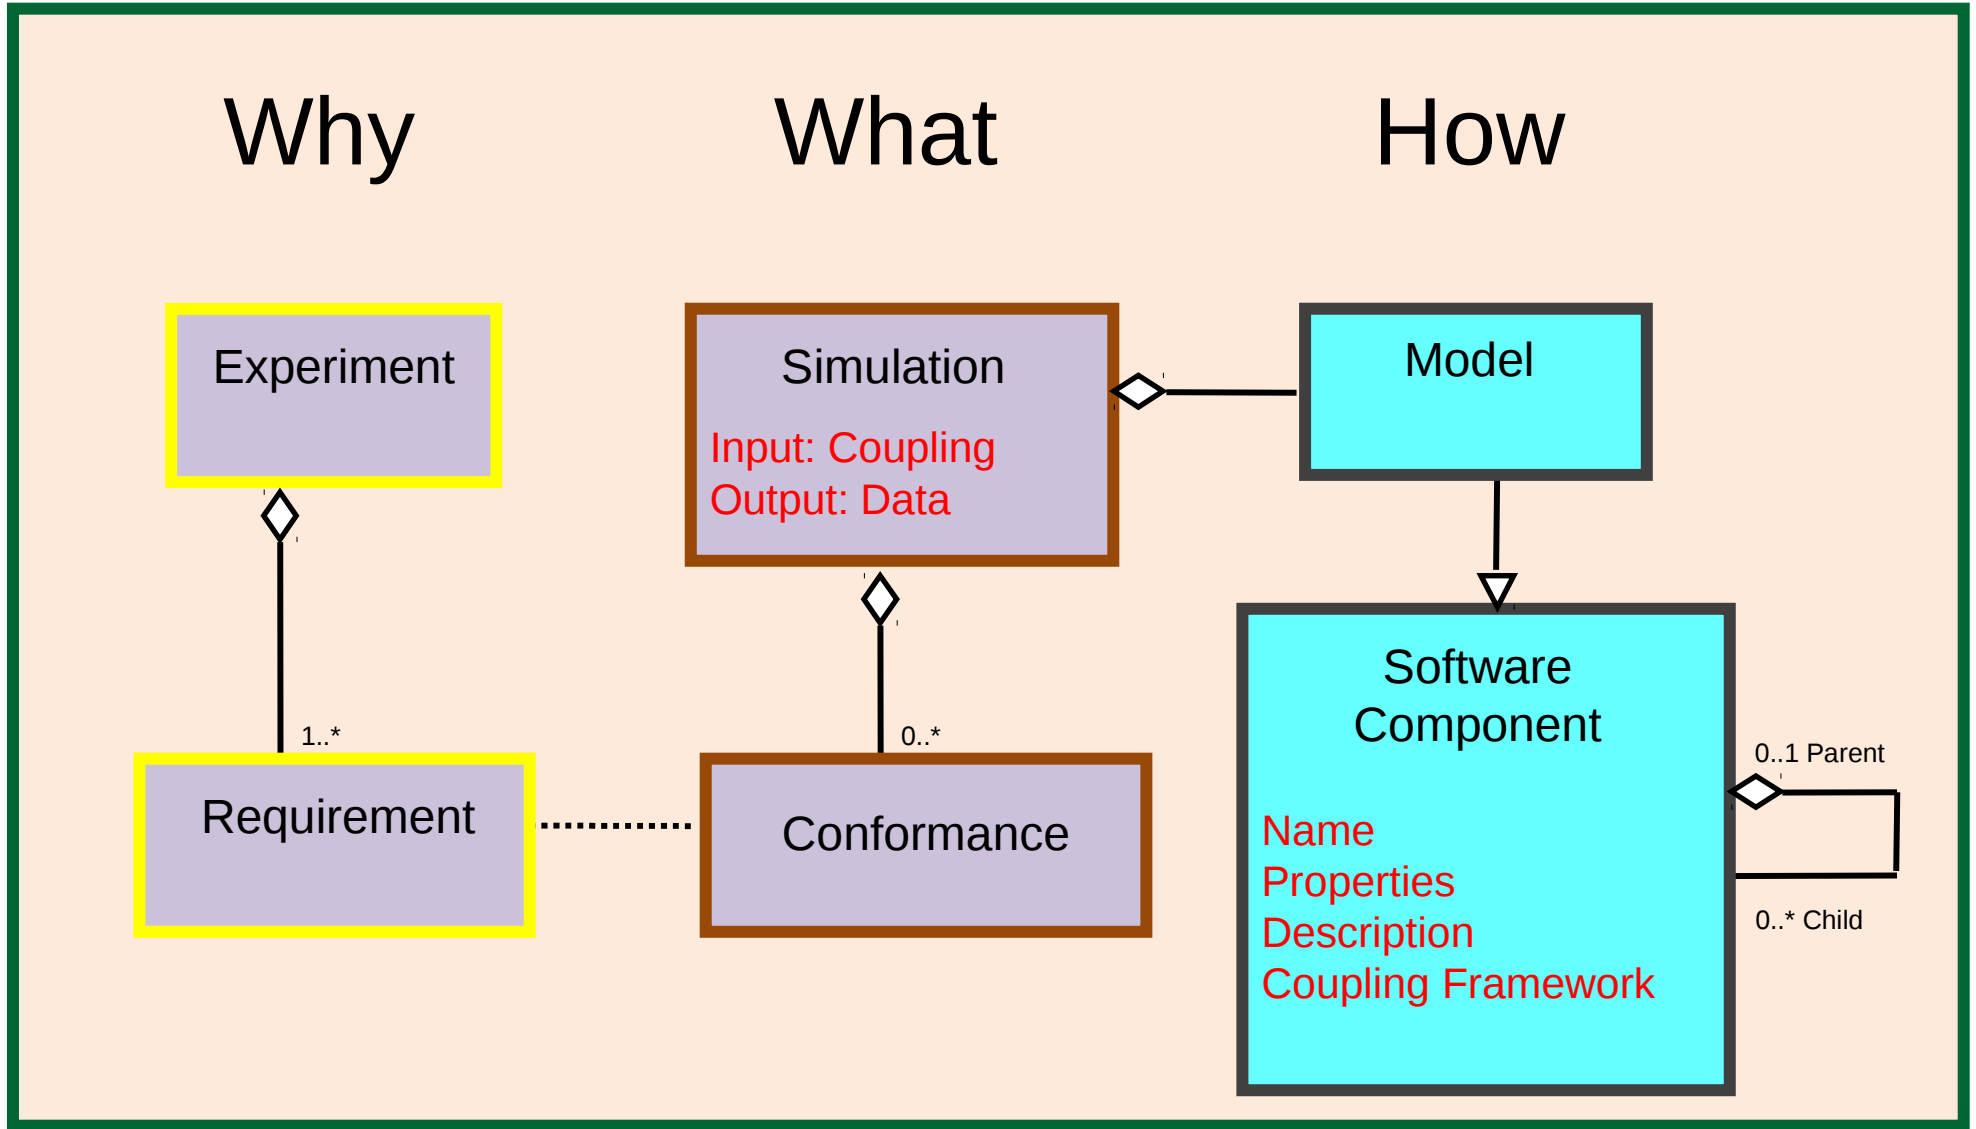 Why
What
How
Experiment
Simulation
Input: Coupling
Output: Data
Model
1..*
0..*
Requirement
Conformance
Software
Component
Name
Properties
Description
Coupling Framework
0..1 Parent
0..* Child